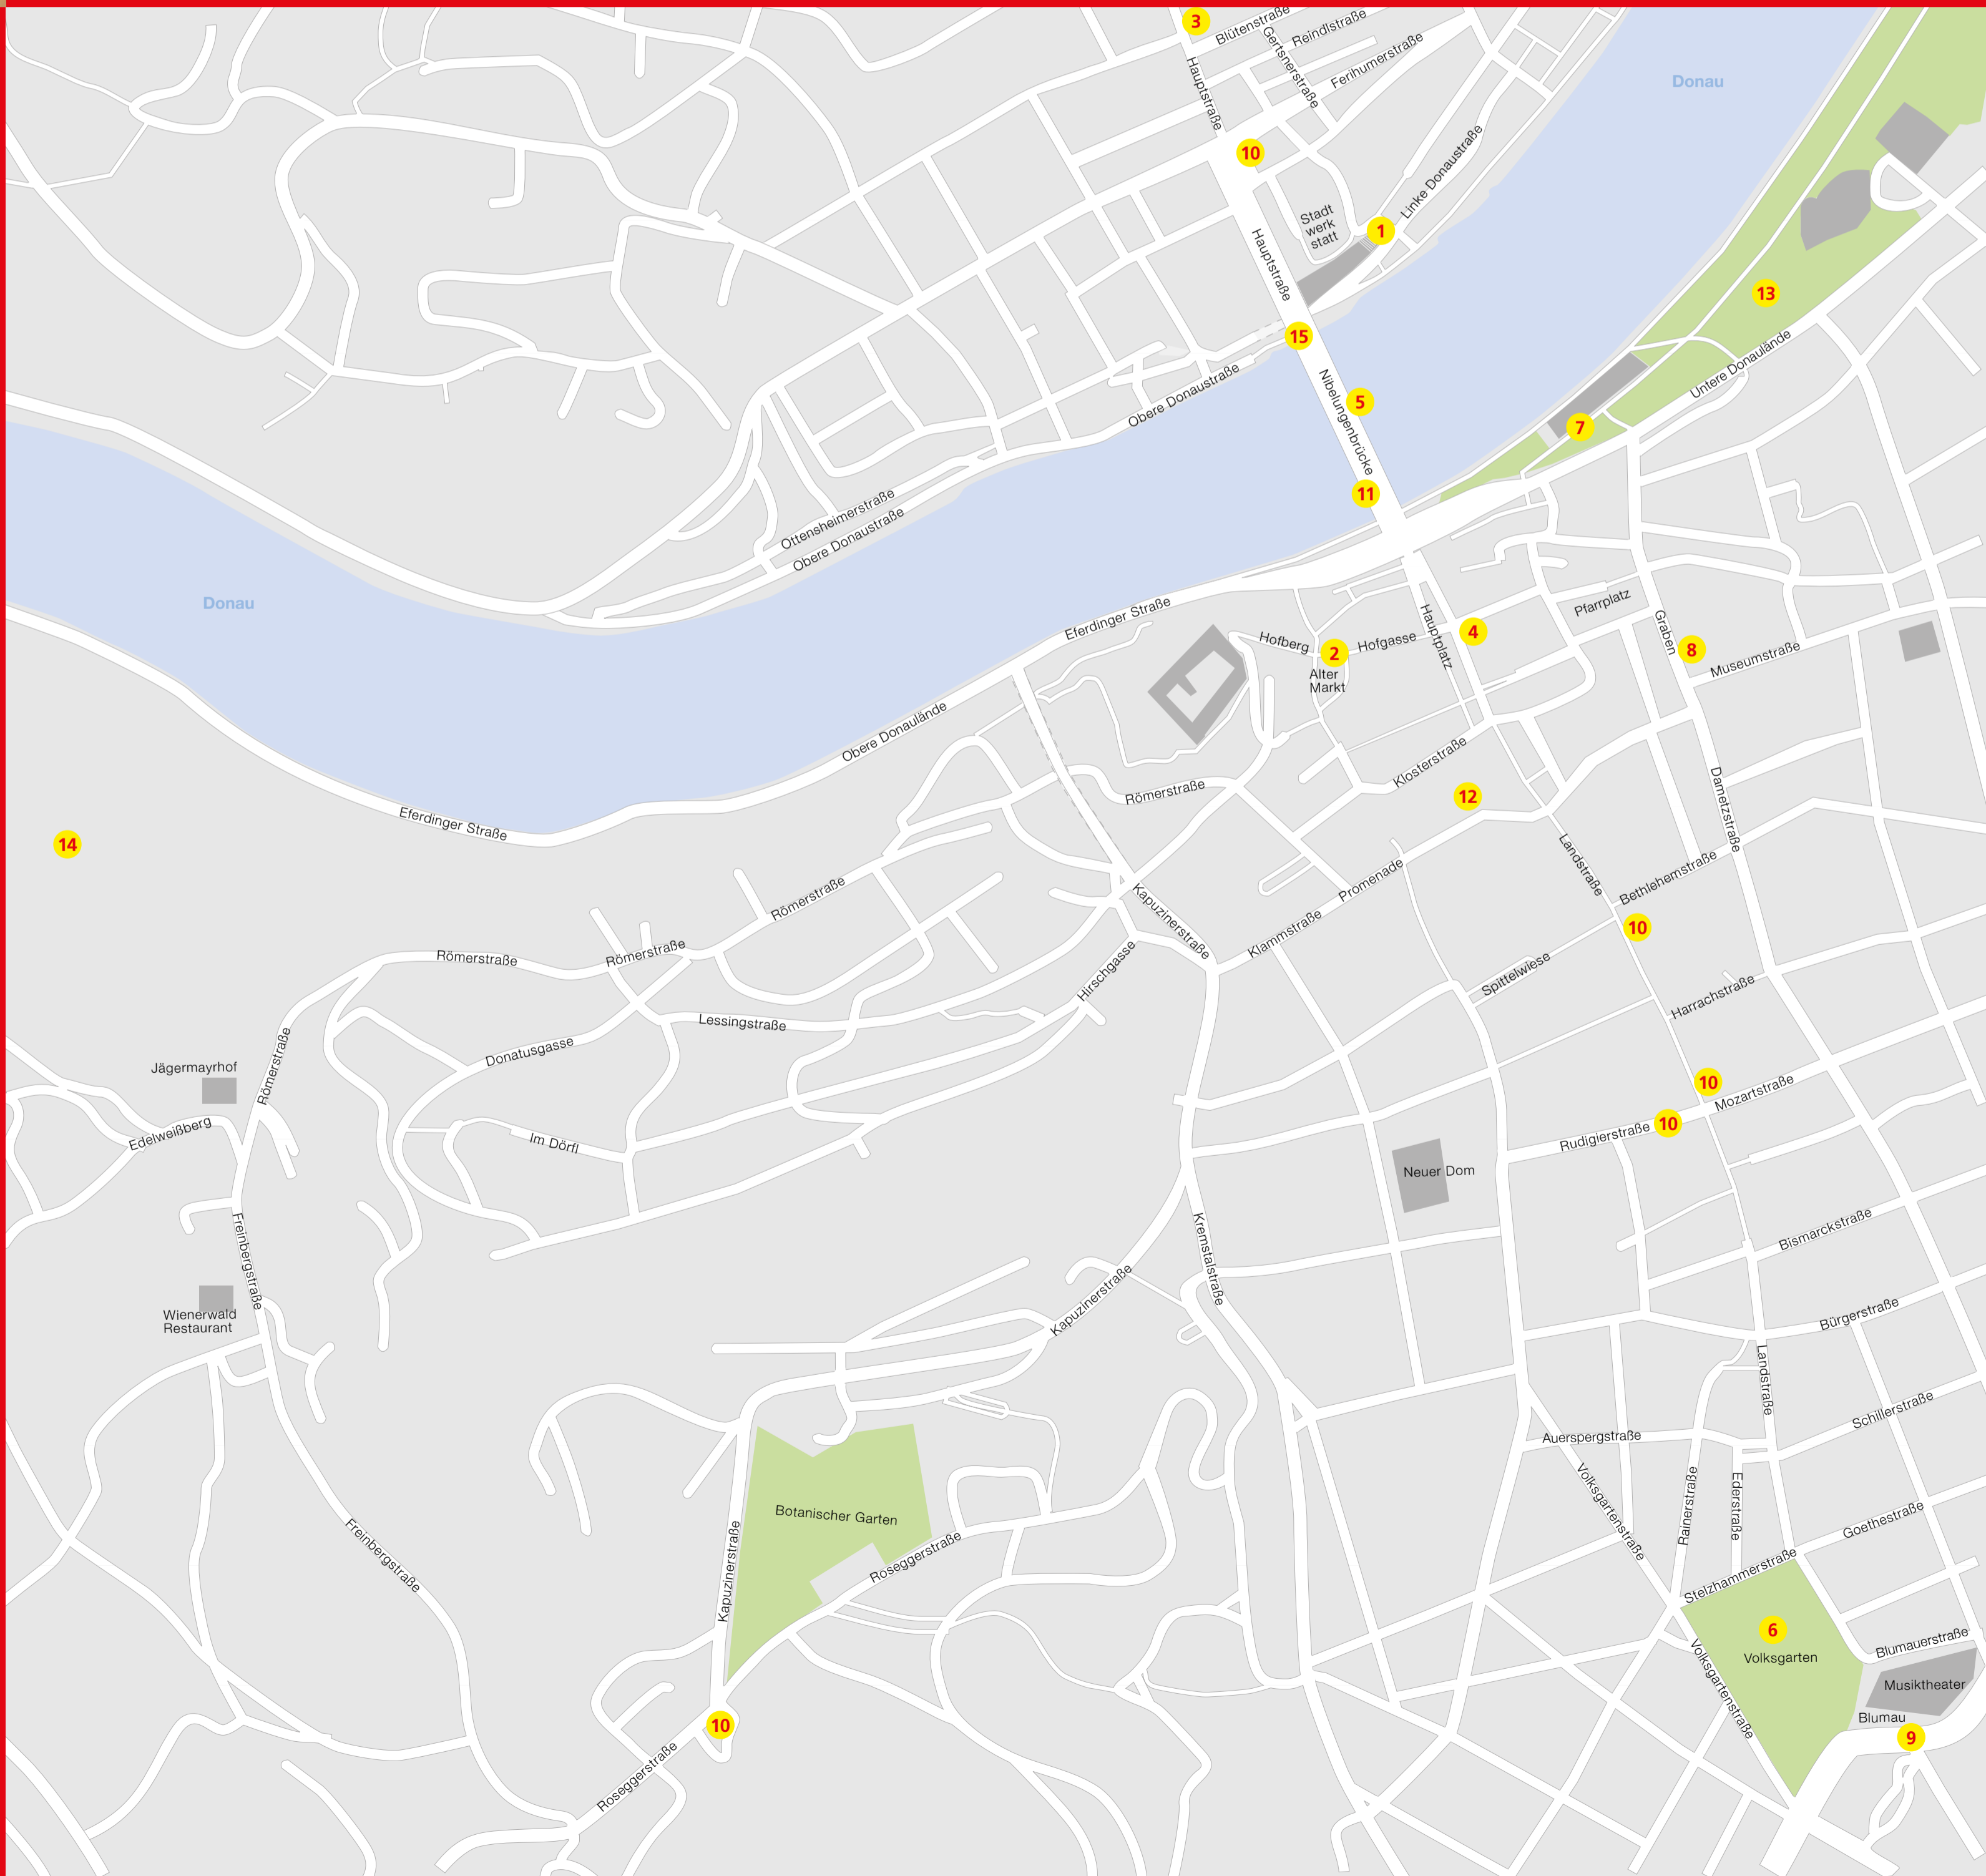 3
Blütenstraße
Reindlstraße
Gertsnerstraße
Ferihumerstraße
Hauptstraße
Donau
10
Linke Donaustraße
Stadt
werk
statt
1
Hauptstraße
13
15
Untere Donaulände
Nibelungenbrücke
5
Obere Donaustraße
7
11
Ottensheimerstraße
Obere Donaustraße
Donau
Eferdinger Straße
Pfarrplatz
Hauptplatz
Graben
4
Hofberg
2
Hofgasse
8
Museumstraße
Alter
Markt
Obere Donaulände
Klosterstraße
Römerstraße
12
Dametzstraße
Eferdinger Straße
14
Landstraße
Promenade
Bethlehemstraße
Römerstraße
Kapuzinerstraße
Klammstraße
10
Römerstraße
Römerstraße
Hirschgasse
Spittelwiese
Harrachstraße
Lessingstraße
Donatusgasse
Römerstraße
Jägermayrhof
10
Mozartstraße
10
Rudigierstraße
Edelweißberg
Im Dörfl
Neuer Dom
Bismarckstraße
Freinbergstraße
Kremstalstraße
Kapuzinerstraße
Wienerwald
Restaurant
Bürgerstraße
Landstraße
Schillerstraße
Auerspergstraße
Volksgartenstraße
Rainerstraße
Ederstraße
Goethestraße
Botanischer Garten
Freinbergstraße
Kapuzinerstraße
Roseggerstraße
Stelzhammerstraße
6
Volksgarten
Blumauerstraße
Volksgartenstraße
Musiktheater
Blumau
10
9
Roseggerstraße